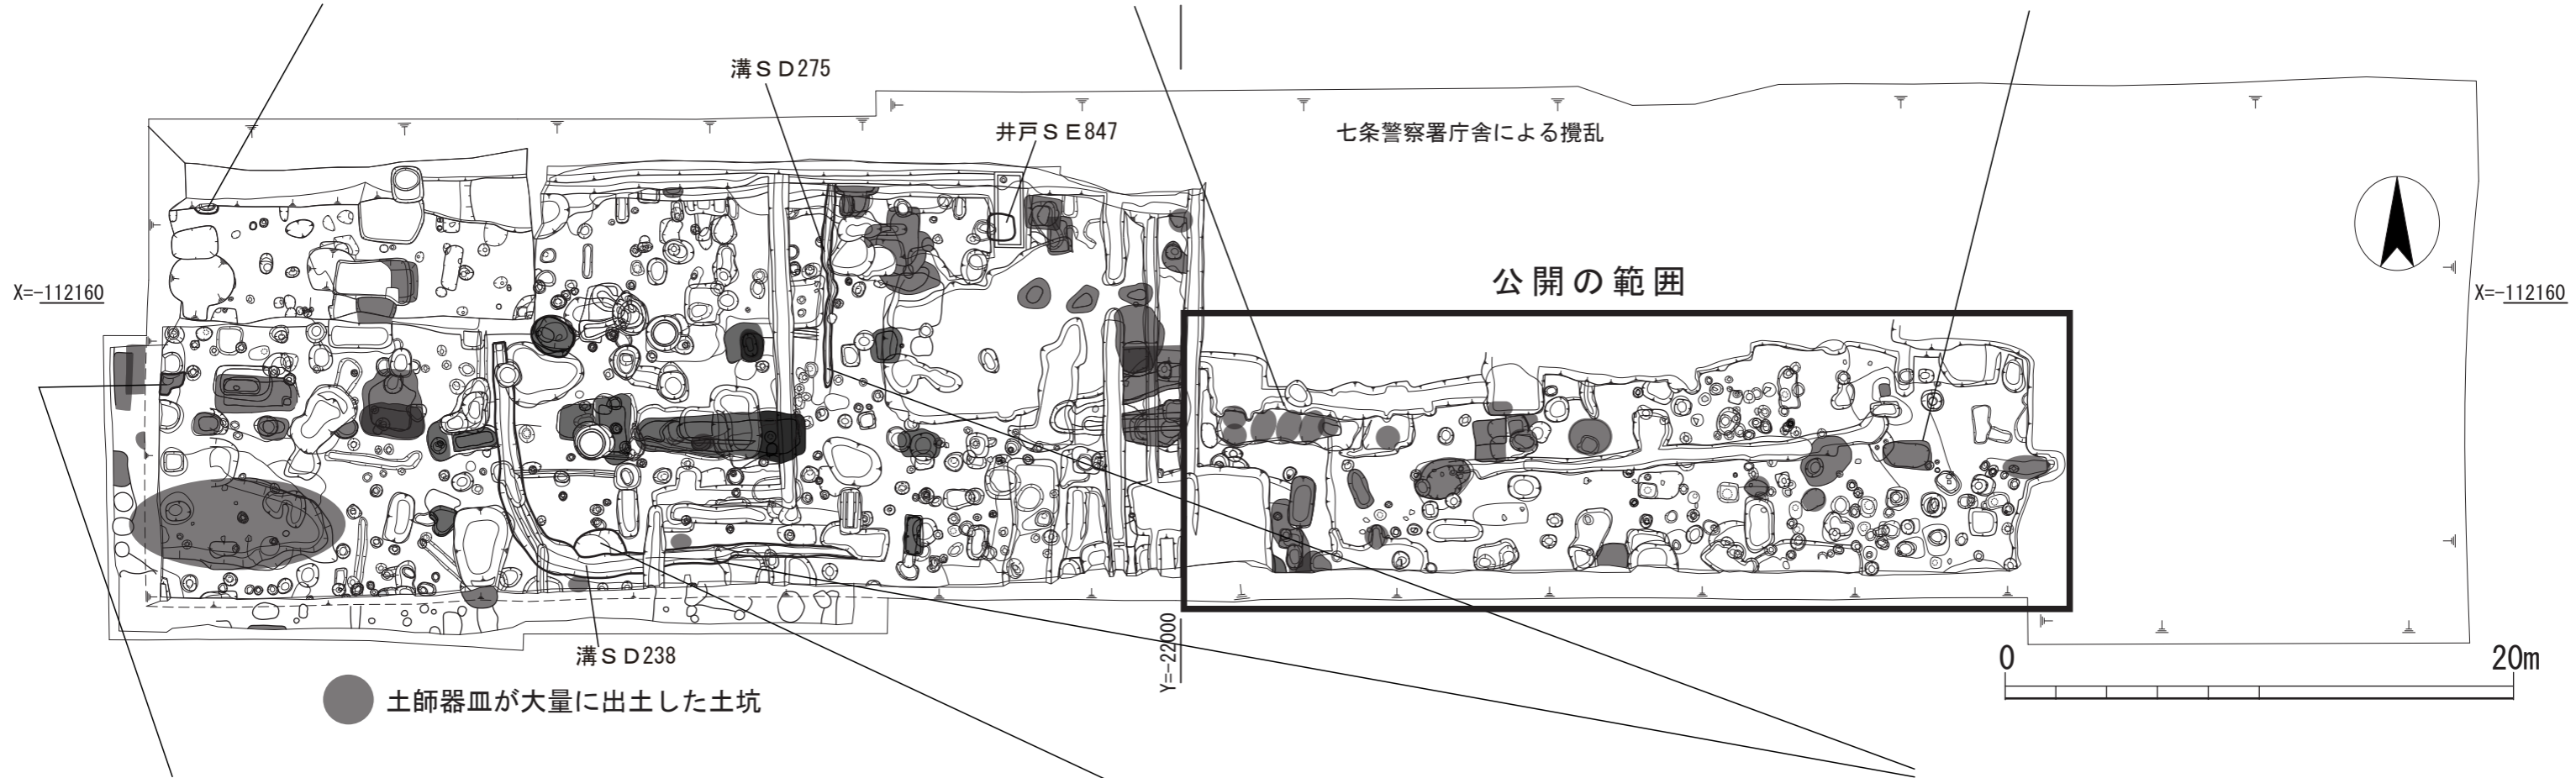 溝ＳＤ275
井戸ＳＥ847
七条警察署庁舎による攪乱
公開の範囲
X=-112160
X=-112160
Y=-22000
溝ＳＤ238
土師器皿が大量に出土した土坑
0
20m